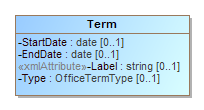 Term
-StartDate : date [0..1]
-EndDate : date [0..1]
«xmlAttribute»-Label : string [0..1]
-Type : OfficeTermType [0..1]